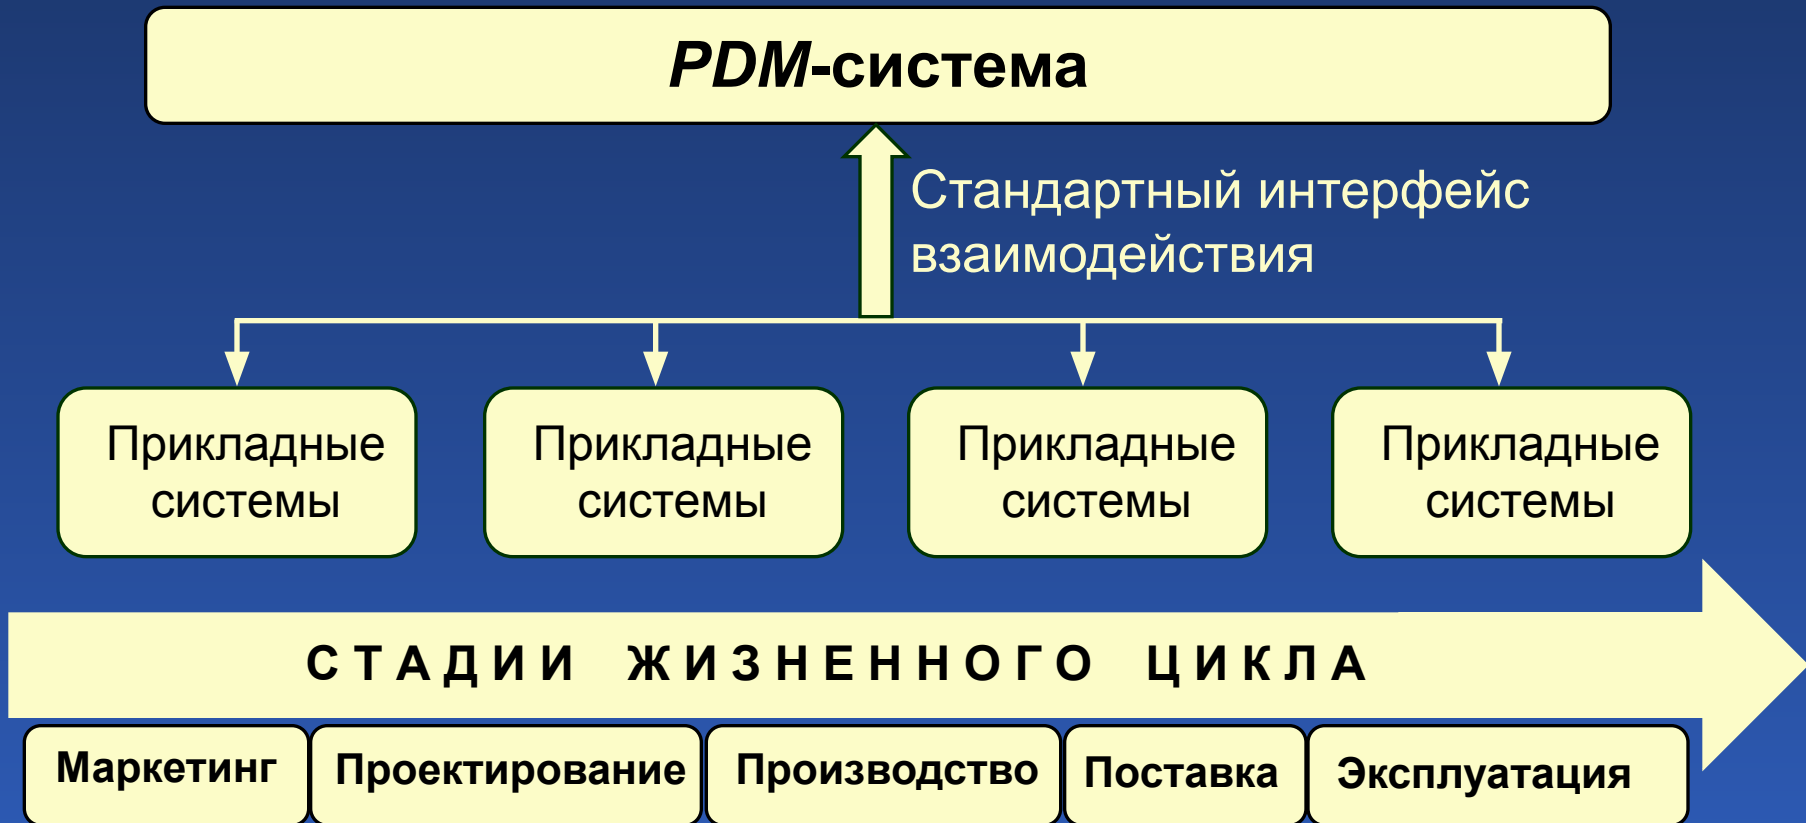 PDM-система
Стандартный интерфейс
взаимодействия
Прикладные
системы
Прикладные
системы
Прикладные
системы
Прикладные
системы
СТАДИИ ЖИЗНЕННОГО ЦИКЛА
Маркетинг
Проектирование
Производство
Поставка
Эксплуатация